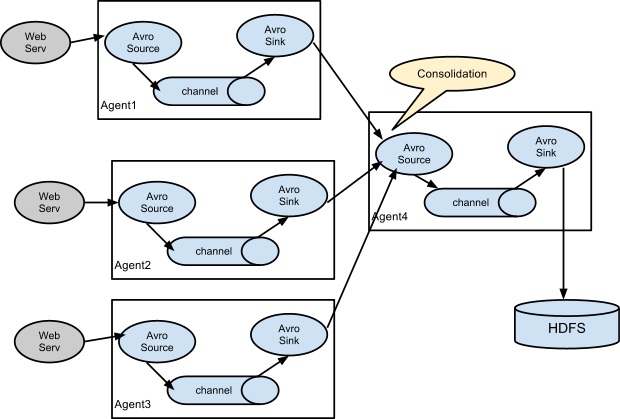 Web
Serv
Avro
Source
Avro
Sink
channel
Agent1
Consolidation
Web
Serv
Avro
Source
Avro
Sink
channel
Agent2
Avro
Source
Avro
Sink
channel
Agent4
Web
Serv
Avro
Source
Avro
Sink
channel
Agent3
HDFS